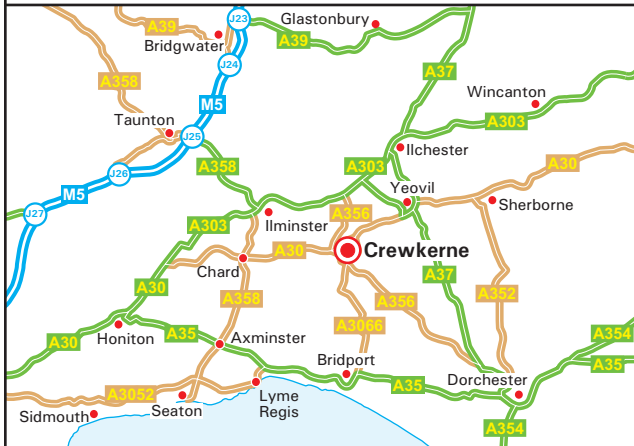 A39
J23
Glastonbury
Bridgwater
A39
J24
A37
A358
Wincanton
M5
A303
Taunton
J25
Ilchester
A358
A303
A30
J26
M5
Yeovil
Sherborne
J27
Ilminster
A356
A303
A30
Crewkerne
Chard
A37
A30
A358
A356
A352
A3066
Honiton
A35
Axminster
A354
A30
Bridport
A35
A35
Dorchester
A3052
Lyme
Regis
Seaton
Sidmouth
A354